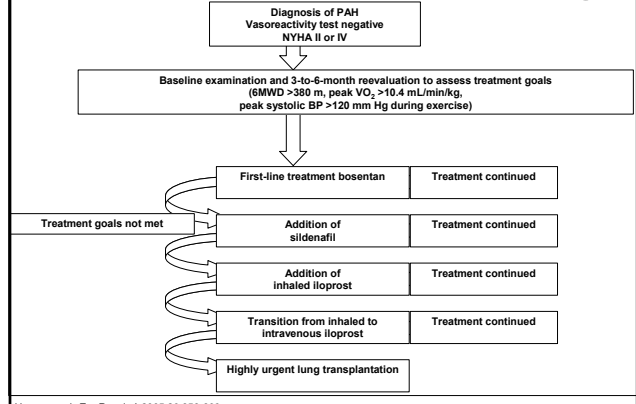 Diagnosis of PAH
Vasoreactivity test negative
NYHA II or IV
Baseline examination and 3-to-6-month reevaluation to assess treatment goals
(6MWD >380 m, peak VO2 >10.4 mL/min/kg,
peak systolic BP >120 mm Hg during exercise)
First-line treatment bosentan
Treatment continued
Treatment goals not met
Addition of
sildenafil
Treatment continued
Addition of
inhaled iloprost
Treatment continued
Transition from inhaled to
intravenous iloprost
Treatment continued
Highly urgent lung transplantation